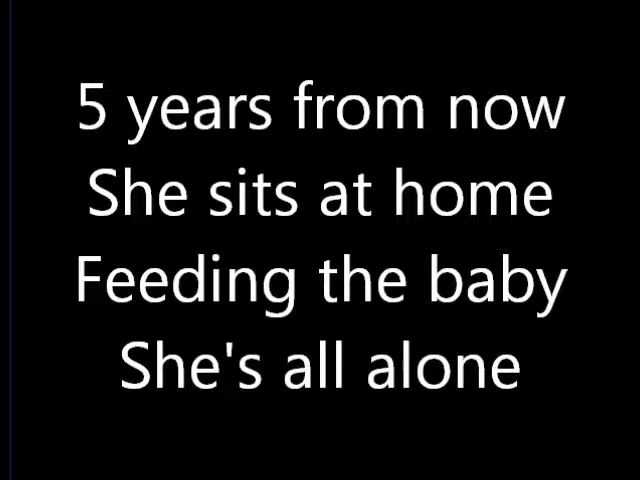 5 years from now
She sits at home
Feeding the baby
She's all alone